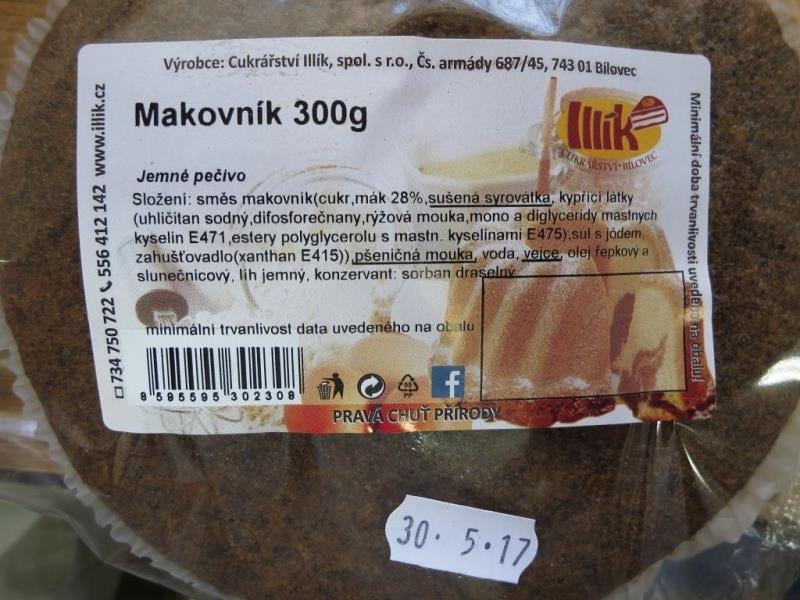 Výrobce: Cukrářství Illík, spol. s r.o., Čs. armády 687/45, 743 01 Bílovec
Makovník 300g
Illík
CUKRÁŘSTVÍ·BÍLOVEC
Jemné pečivo
Složení: směs makovník(cukr,mák 28%,sušená syrovátka, kypřící látky
(uhličitan sodný,difosforečnany,rýžová mouka,mono a diglyceridy mastných
kyselin E471,estery polyglycerolu s mastn. kyselinami E475),sůl s jódem,
zahušťovadlo(xanthan E415)),pšeničná mouka, voda, vejce, olej řepkový a
slunečnicový, líh jemný, konzervant: sorban draselný
minimální trvanlivost data uvedeného na obalu
8 595595 302308
05
PP
f
PRAVÁ CHUŤ PŘÍRODY
734 750 722 556 412 142 www.illik.cz
Minimální doba trvanlivosti uvedena na obalu!
30. 5.17